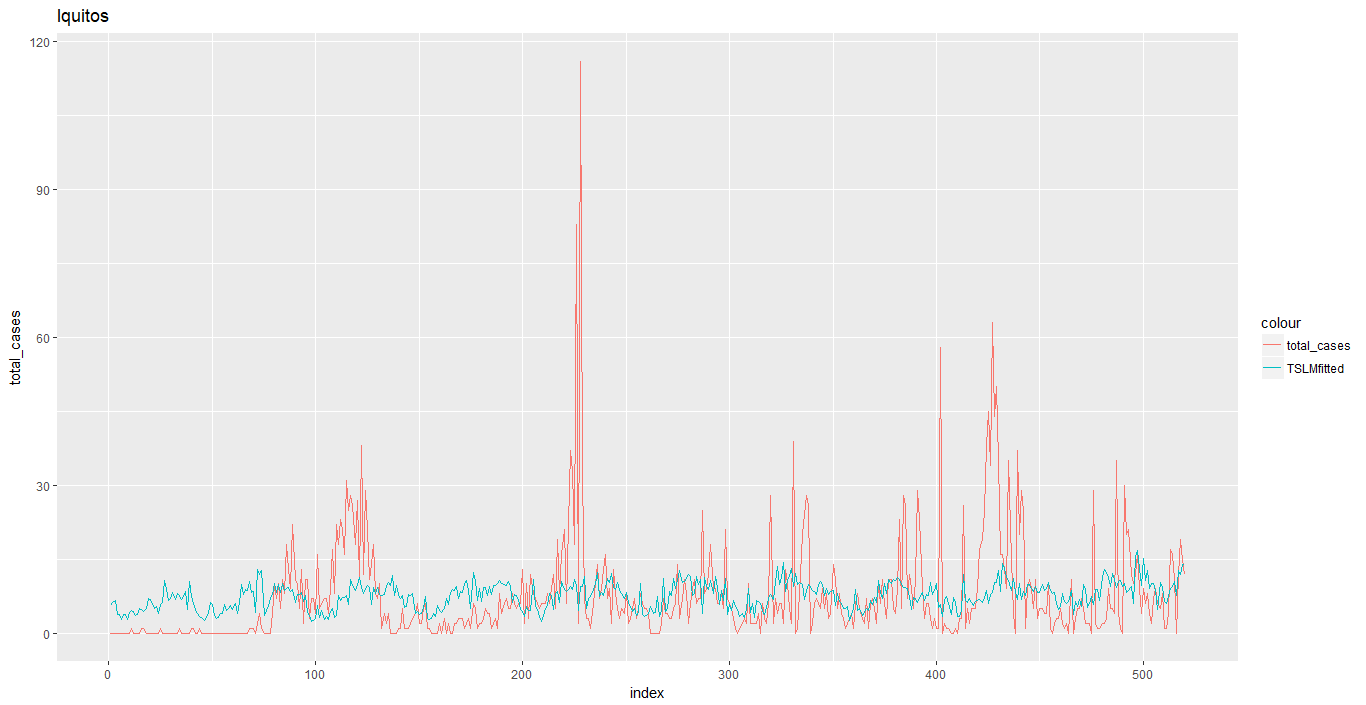 Iquitos
120
90
60
30
0
total_cases
0 100 200 300 400 500
index
colour
total_cases
TSLMfitted